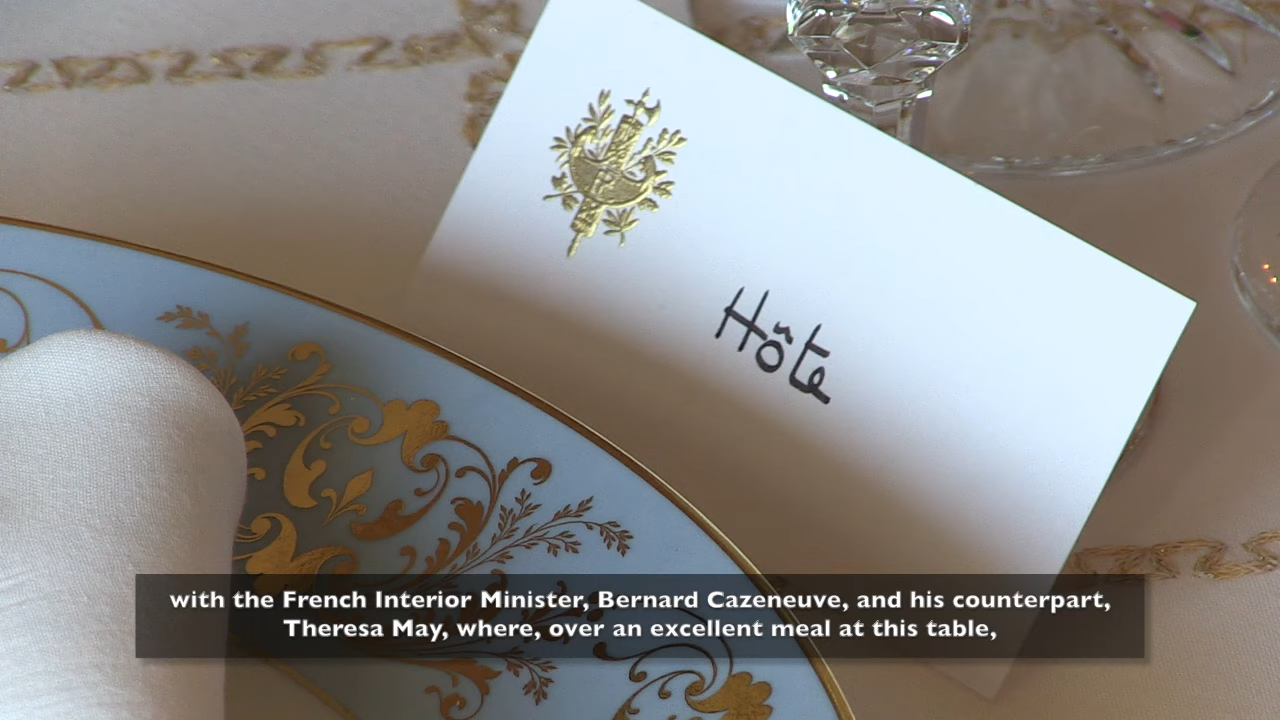 Hôte
with the French Interior Minister, Bernard Cazeneuve, and his counterpart,
Theresa May, where, over an excellent meal at this table,